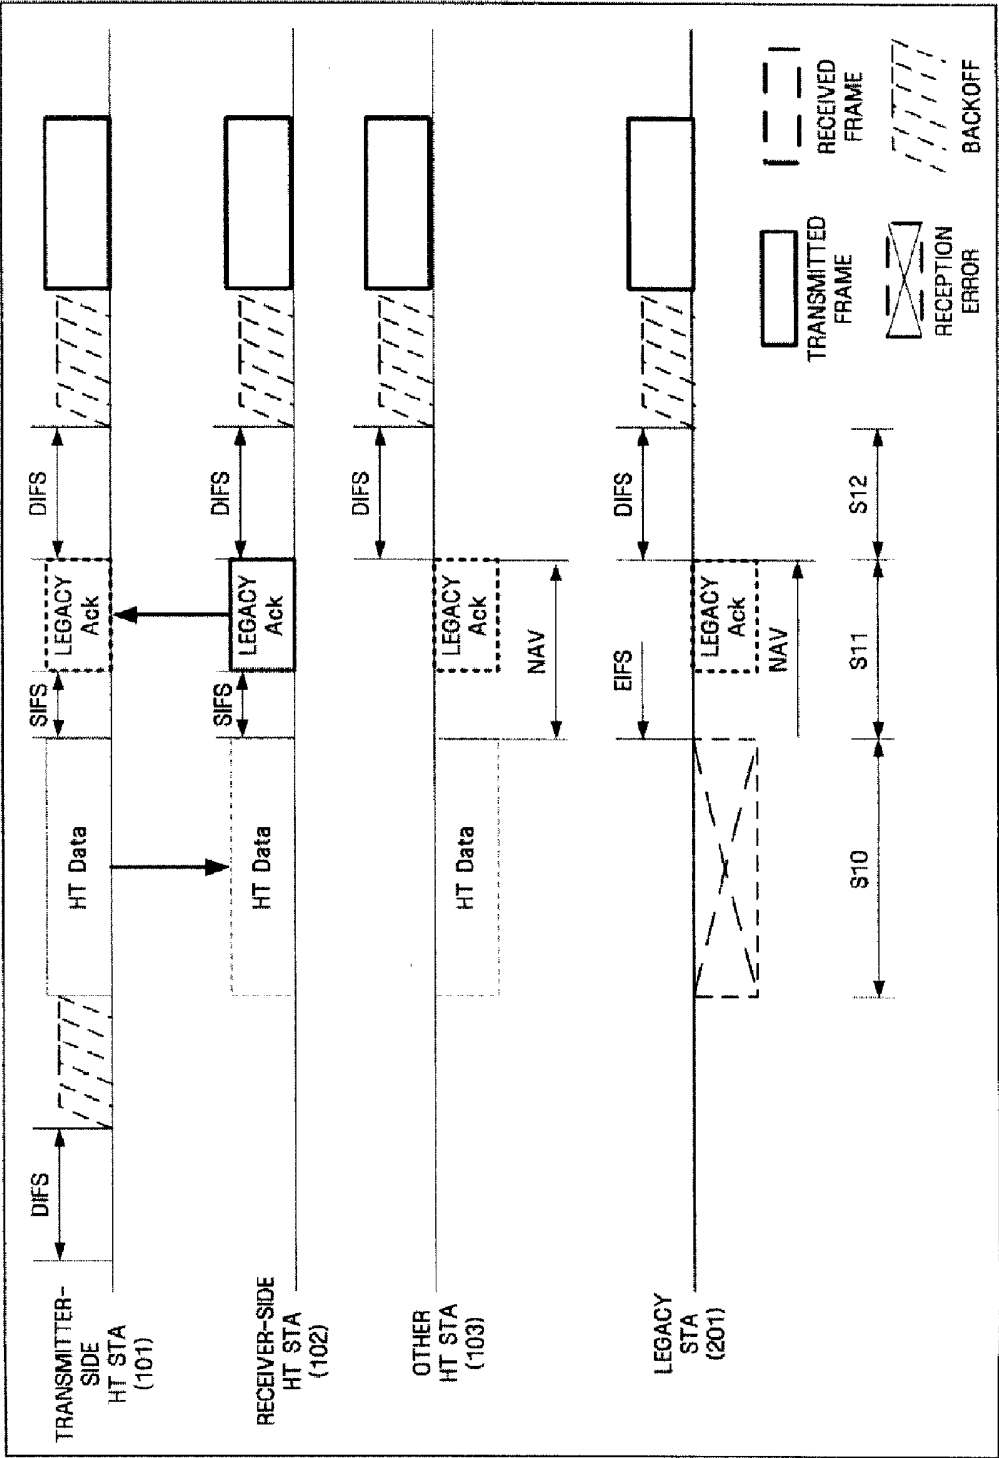 TRANSMITTER-
SIDE
HT STA
(101)
DIFS
HT Data
SIFS
LEGACY
Ack
DIFS
RECEIVER-SIDE
HT STA
(102)
HT Data
SIFS
LEGACY
Ack
DIFS
OTHER
HT STA
(103)
HT Data
LEGACY
Ack
DIFS
NAV
LEGACY
STA
(201)
EIFS
LEGACY
Ack
DIFS
NAV
S10
S11
S12
TRANSMITTED
FRAME
RECEIVED
FRAME
RECEPTION
ERROR
BACKOFF